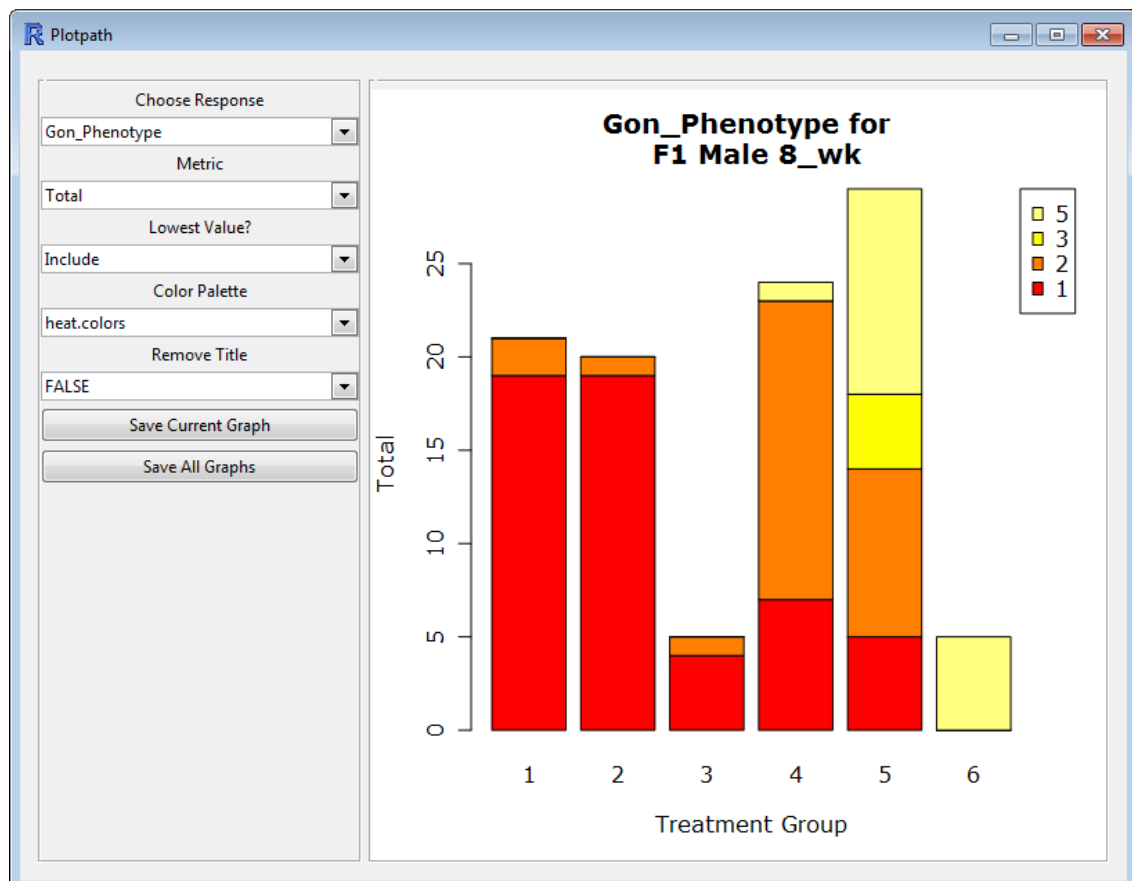 Plotpath
Choose Response
Gon_Phenotype
Metric
Total
Lowest Value?
Include
Color Palette
heat.colors
Remove Title
FALSE
Save Current Graph
Save All Graphs
Gon_Phenotype for
F1 Male 8_wk
5
3
2
1
25
20
15
10
5
0
Total
1 2 3 4 5 6
Treatment Group